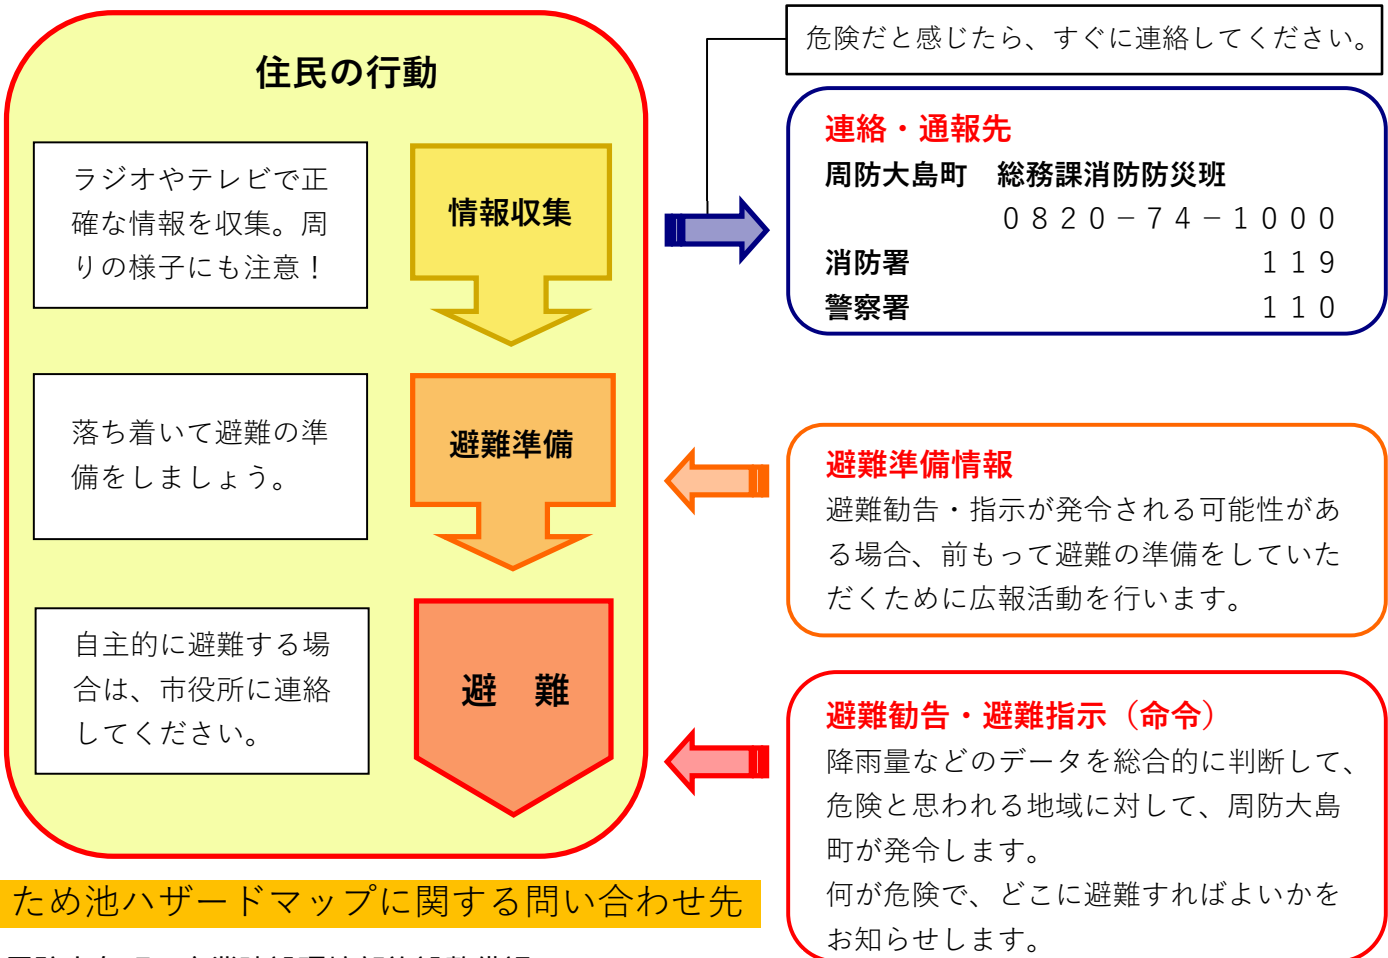 住民の行動
ラジオやテレビで正
確な情報を収集。周
りの様子にも注意！
情報収集
落ち着いて避難の準
備をしましょう。
避難準備
自主的に避難する場
合は、市役所に連絡
してください。
避　難
危険だと感じたら、すぐに連絡してください。
連絡・通報先
周防大島町　総務課消防防災班
０８２０－７４－１０００
消防署　１１９
警察署　１１０
避難準備情報
避難勧告・指示が発令される可能性があ
る場合、前もって避難の準備をしていた
だくために広報活動を行います。
避難勧告・避難指示（命令）
降雨量などのデータを総合的に判断して、
危険と思われる地域に対して、周防大島
町が発令します。
何が危険で、どこに避難すればよいかを
お知らせします。
ため池ハザードマップに関する問い合わせ先